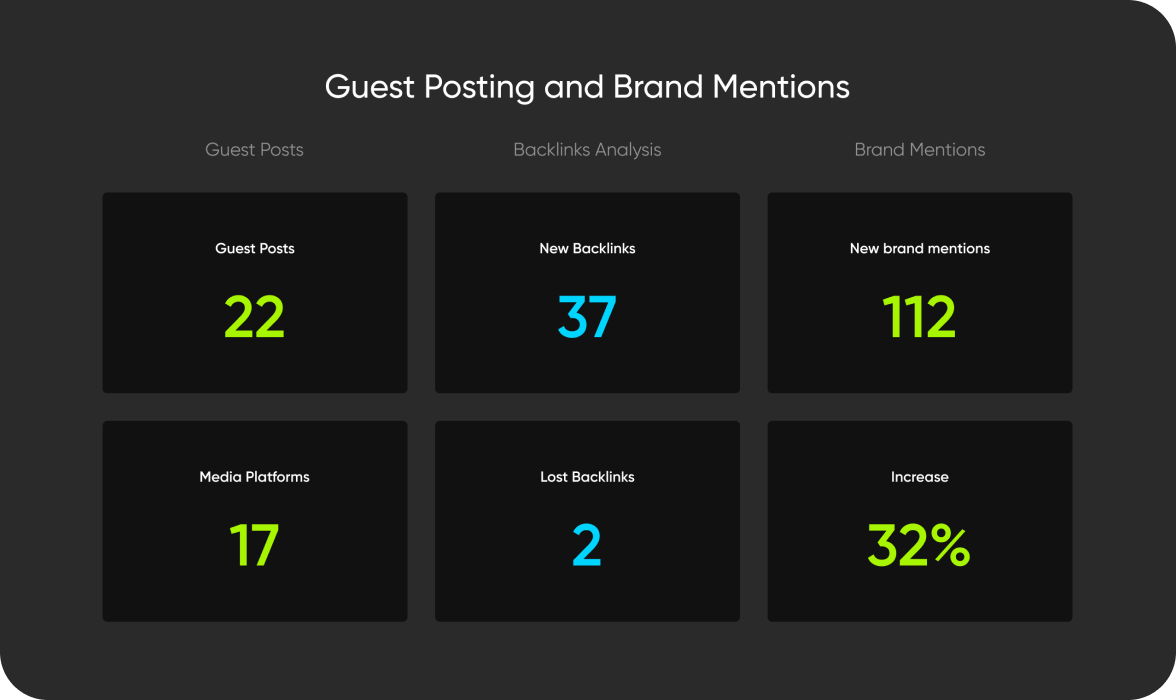 Guest Posting and Brand Mentions
Guest Posts
Backlinks Analysis
Brand Mentions
Guest Posts
22
New Backlinks
37
New brand mentions
112
Media Platforms
17
Lost Backlinks
2
Increase
32%